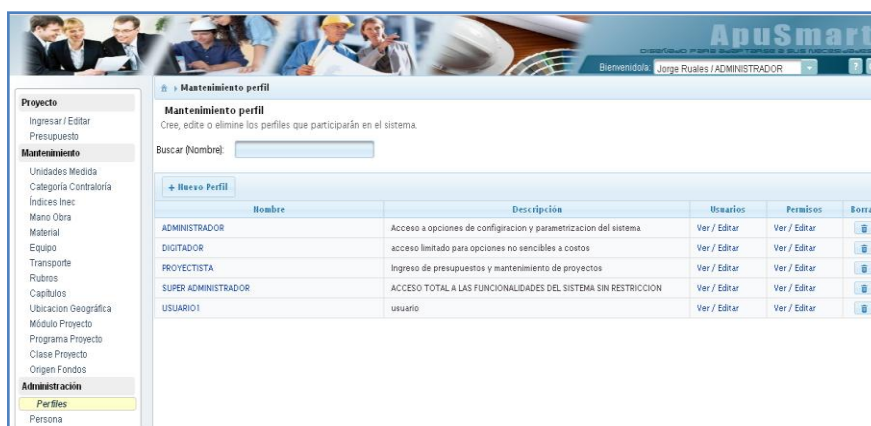 ApuSmart
Bienvenido/a: Jorge Ruales / ADMINISTRADOR ?
Mantenimiento perfil
Proyecto
Ingresar / Editar
Presupuesto
Mantenimiento
Unidades Medida
Categoría Contraloría
Índices Inec
Mano Obra
Material
Equipo
Transporte
Rubros
Capítulos
Ubicacion Geográfica
Módulo Proyecto
Programa Proyecto
Clase Proyecto
Origen Fondos
Administración
Perfiles
Persona
Mantenimiento perfil
Cree, edite o elimine los perfiles que participarán en el sistema.
Buscar (Nombre):
+ Nuevo Perfil
Nombre Descripción Usuarios Permisos Borra
ADMINISTRADOR Acceso a opciones de configiracion y parametrizacion del sistema Ver / Editar Ver / Editar
DIGITADOR acceso limitado para opciones no sencibles a costos Ver / Editar Ver / Editar
PROYECTISTA Ingreso de presupuestos y mantenimiento de proyectos Ver / Editar Ver / Editar
SUPER ADMINISTRADOR ACCESO TOTAL A LAS FUNCIONALIDADES DEL SISTEMA SIN RESTRICCION Ver / Editar Ver / Editar
USUARIO1 usuario Ver / Editar Ver / Editar